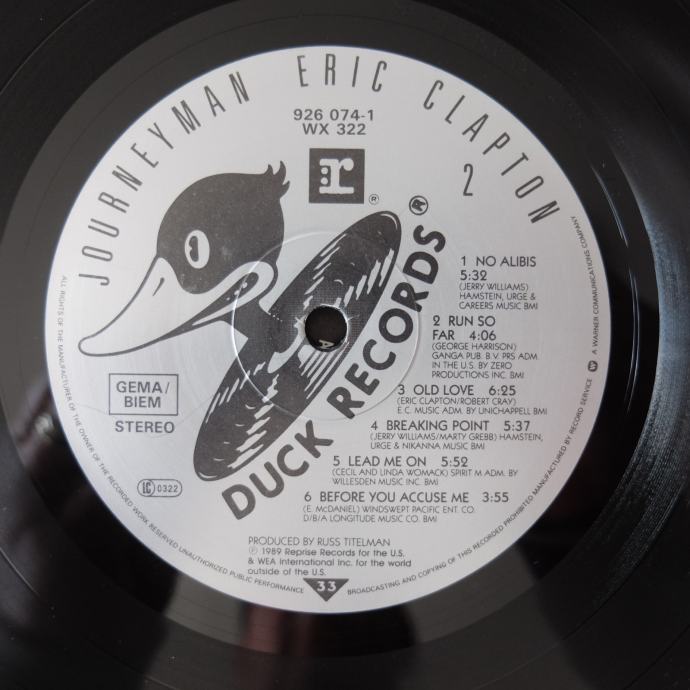 JOURNEYMAN ERIC CLAPTON
926 074-1
WX 322
r
®
2
DUCK RECORDS®
1 NO ALIBIS
5:32
(JERRY WILLIAMS)
HAMSTEIN, URGE &
CAREERS MUSIC BMI
2 RUN SO
FAR 4:06
(GEORGE HARRISON)
GANGA PUB. B.V. PRS ADM
IN THE U.S. BY ZERO
PRODUCTIONS INC. BMI
3 OLD LOVE 6:25
(ERIC CLAPTON/ROBERT CRAY)
E.C. MUSIC ADM. BY UNICHAPPELL BMI
4 BREAKING POINT 5:37
(JERRY WILLIAMS/MARTY GREBB) HAMSTEIN,
URGE & NIKANNA MUSIC BMI
5 LEAD ME ON 5:52
(CECIL AND LINDA WOMACK) SPIRIT M ADM. BY
WILLESDEN MUSIC INC. BMI
6 BEFORE YOU ACCUSE ME 3:55
(E. McDANIEL) WINDSWEPT PACIFIC ENT. CO.
D/B/A LONGITUDE MUSIC CO. BMI
GEMA/
BIEM
STEREO
LC 0322
PRODUCED BY RUSS TITELMAN
℗ 1989 Reprise Records for the U.S.
& WEA International Inc. for the world
outside of the U.S.
33
ALL RIGHTS OF THE MANUFACTURER OF THE OWNER OF THE RECORDED WORK RESERVED UNAUTHORIZED PUBLIC PERFORMANCE
BROADCASTING AND COPYING OF THIS RECORD PROHIBITED MANUFACTURED BY RECORD SERVICE
A WARNER COMMUNICATIONS COMPANY
A